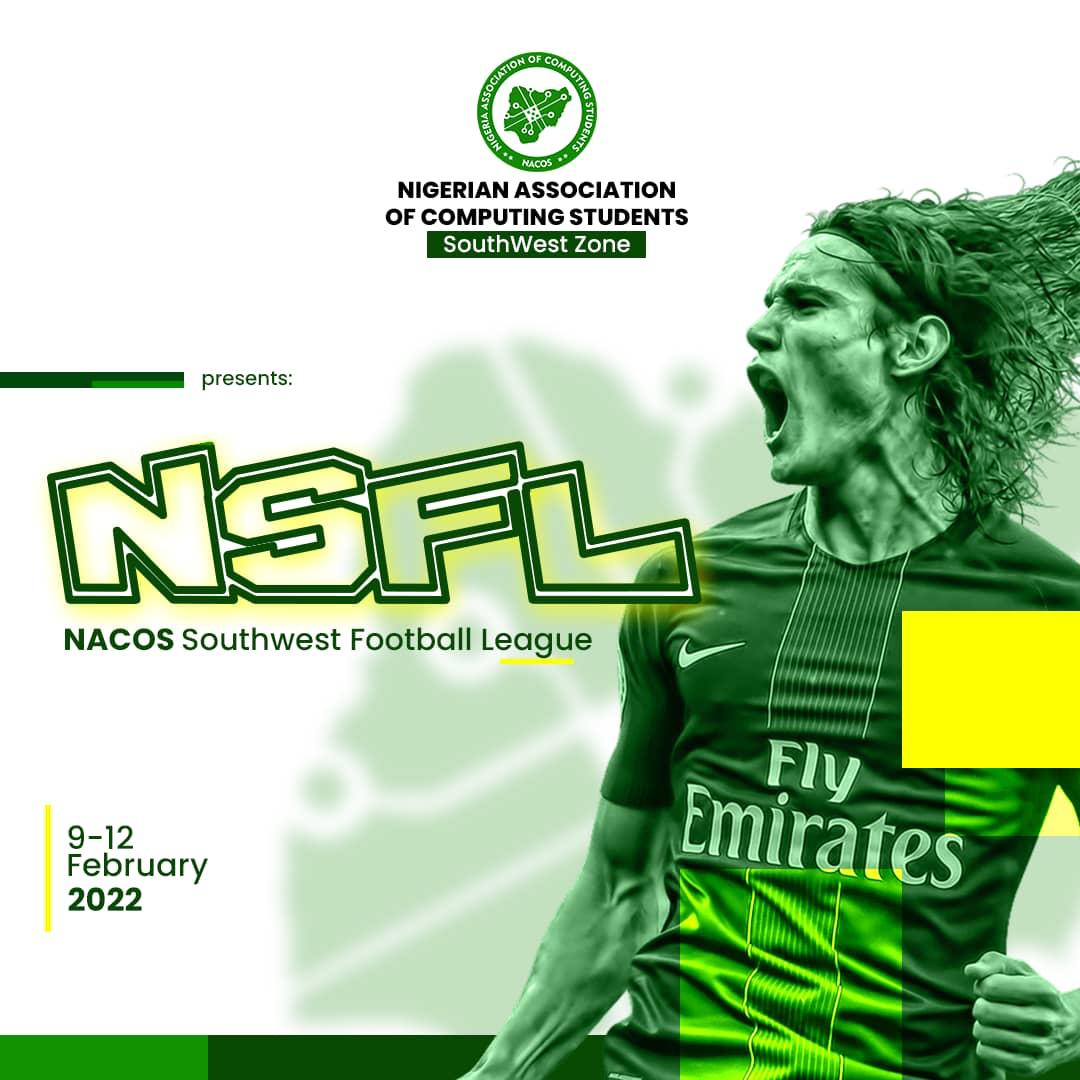 NIGERIA ASSOCIATION OF COMPUTING STUDENTS
NACOS
NIGERIAN ASSOCIATION
OF COMPUTING STUDENTS
SouthWest Zone
presents:
NSFL
NACOS Southwest Football League
Fly
Emirates
9-12
February
2022